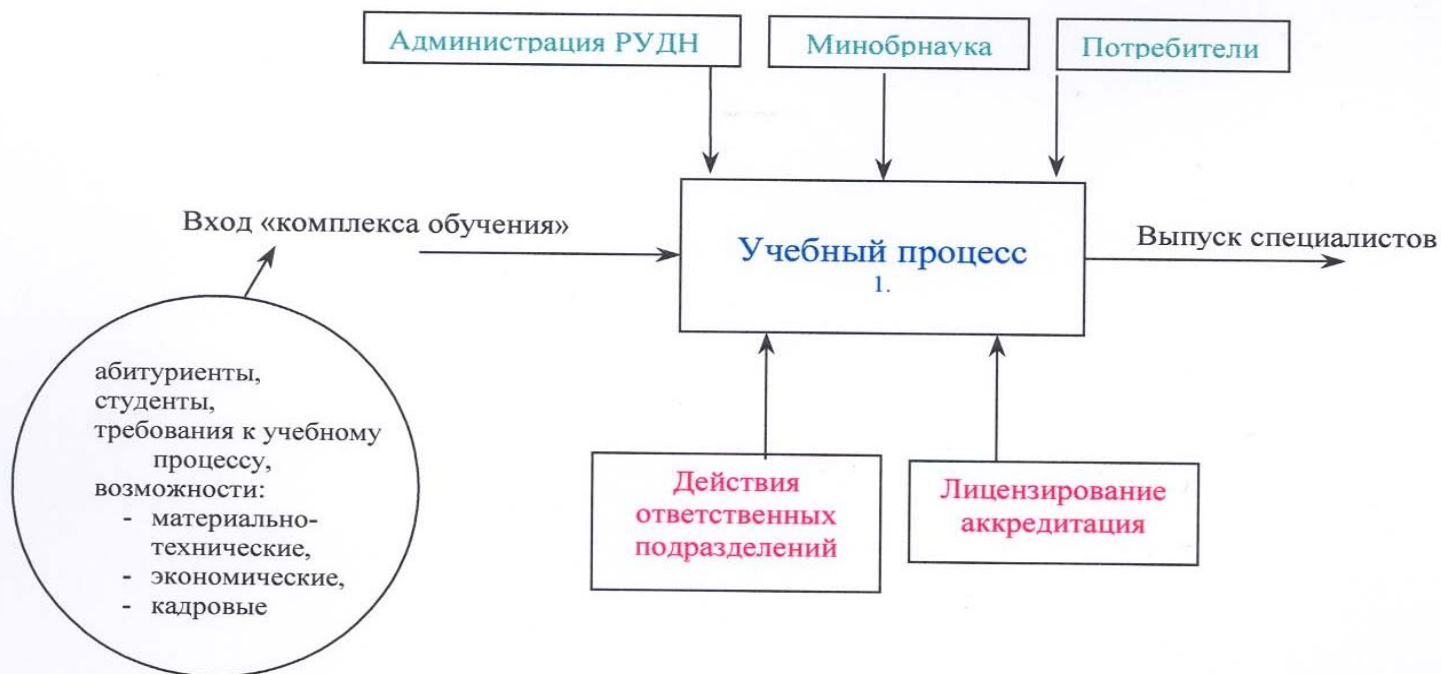 Администрация РУДН
Минобрнаука
Потребители
Вход «комплекса обучения»
Учебный процесс
1.
Выпуск специалистов
абитуриенты,
студенты,
требования к учебному
процессу,
возможности:
- материально-
технические,
- экономические,
- кадровые
Действия
ответственных
подразделений
Лицензирование
аккредитация